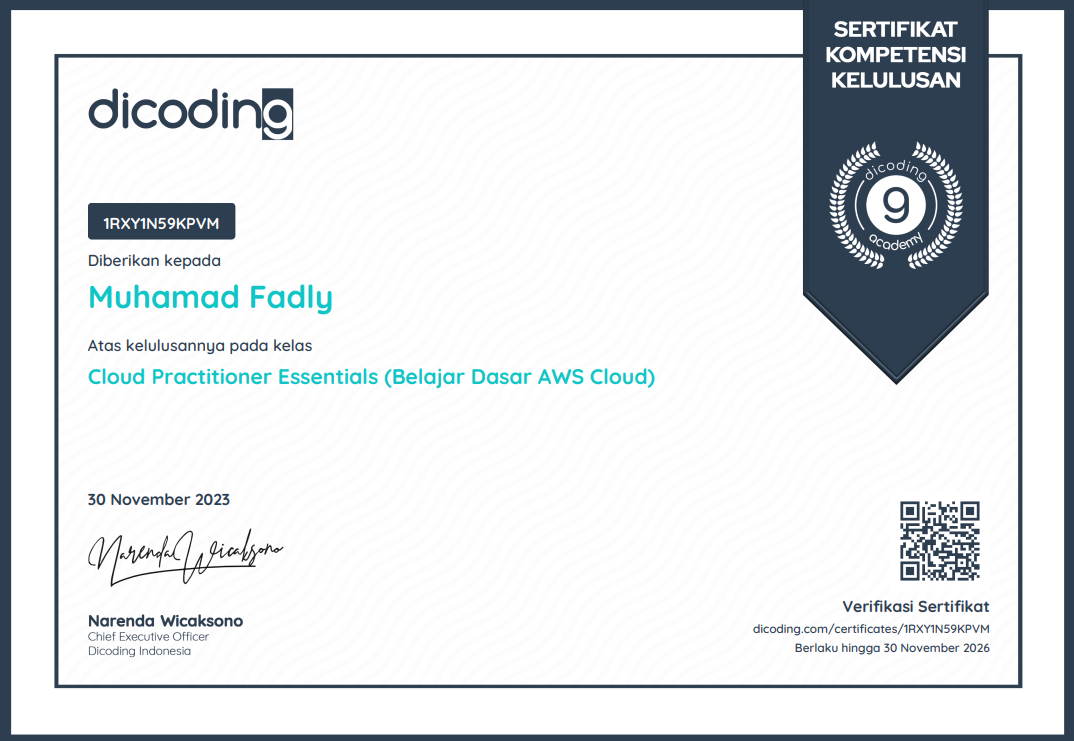 SERTIFIKAT
KOMPETENSI
KELULUSAN
dicoding
dicoding
9
academy
1RXY1N59KPVM
Diberikan kepada
Muhamad Fadly
Atas kelulusannya pada kelas
Cloud Practitioner Essentials (Belajar Dasar AWS Cloud)
30 November 2023
Narenda Wicaksono
Narenda Wicaksono
Chief Executive Officer
Dicoding Indonesia
Verifikasi Sertifikat
dicoding.com/certificates/1RXY1N59KPVM
Berlaku hingga 30 November 2026